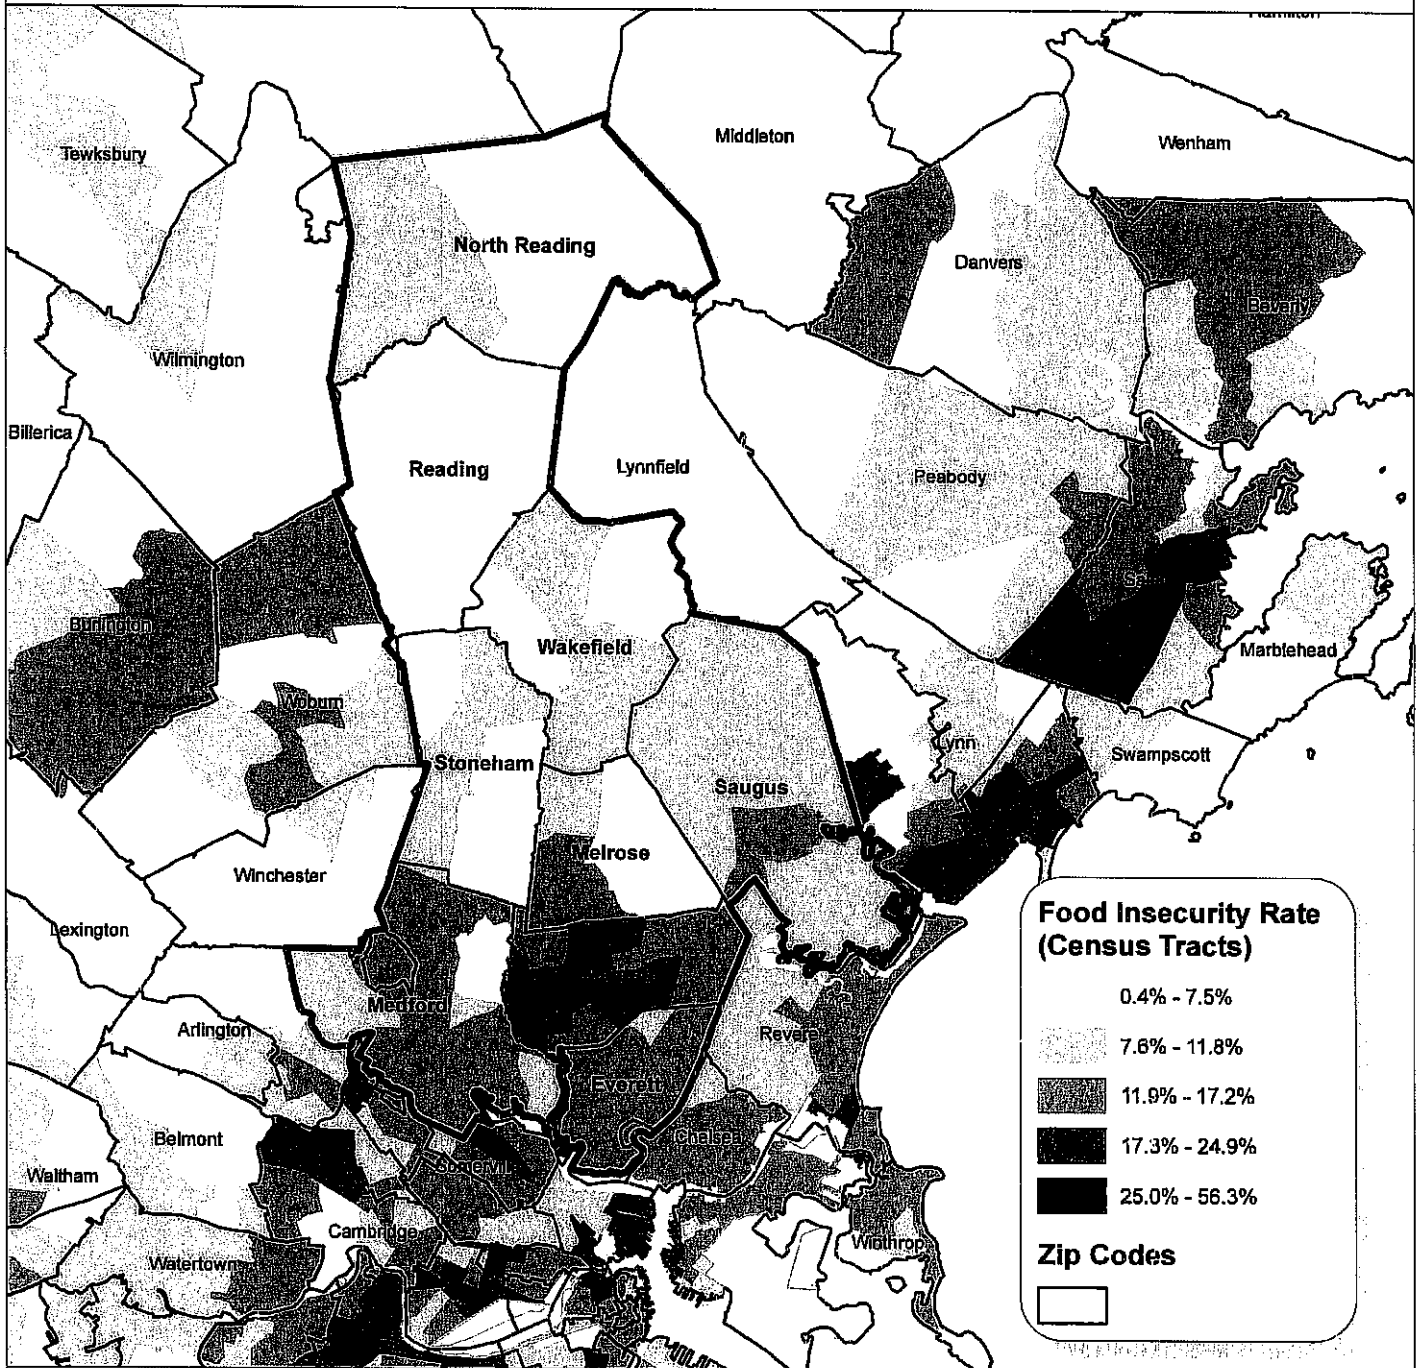 Tewksbury
Middleton
Wenham
North Reading
Danvers
Beverly
Wilmington
Billerica
Reading
Lynnfield
Peabody
Burlington
Wakefield
Marblehead
Woburn
Stoneham
Lynn
Swampscott
Saugus
Melrose
Winchester
Lexington
Medford
Arlington
Revere
Everett
Belmont
Chelsea
Waltham
Cambridge
Winthrop
Watertown
Food Insecurity Rate
(Census Tracts)
0.4% - 7.5%
7.6% - 11.8%
11.9% - 17.2%
17.3% - 24.9%
25.0% - 56.3%
Zip Codes